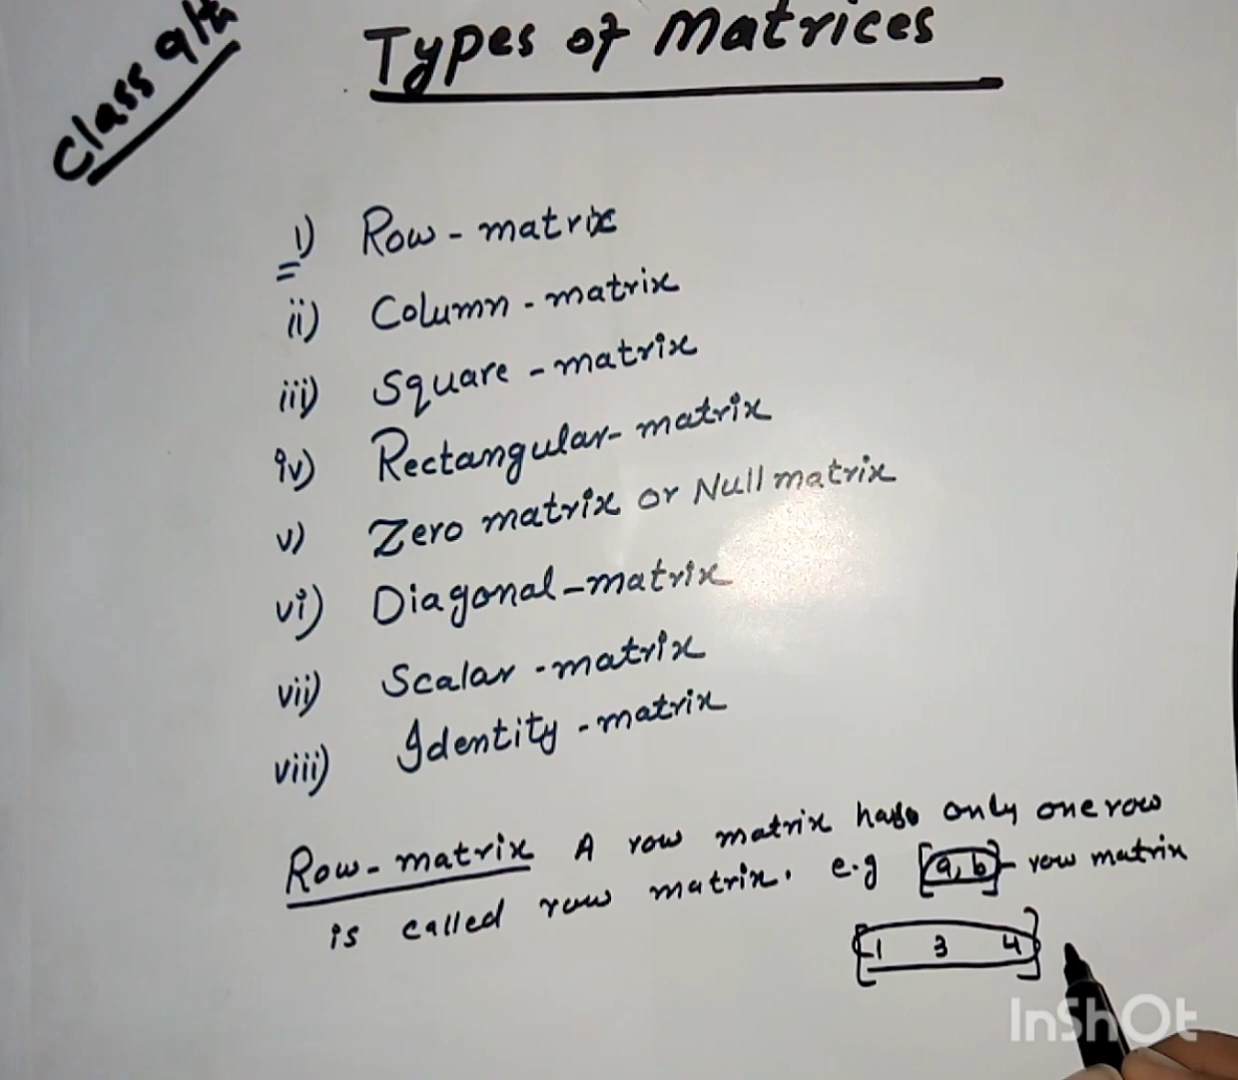 Class 9th
Types of Matrices
i) Row-matrix
ii) Column-matrix
iii) Square-matrix
iv) Rectangular-matrix
v) Zero matrix or Null matrix
vi) Diagonal-matrix
vii) Scalar-matrix
viii) Identity-matrix
Row-matrix A row matrix has only one row
is called row matrix. e.g [a, b]- row matrix
[-1 3 4]
InShOt